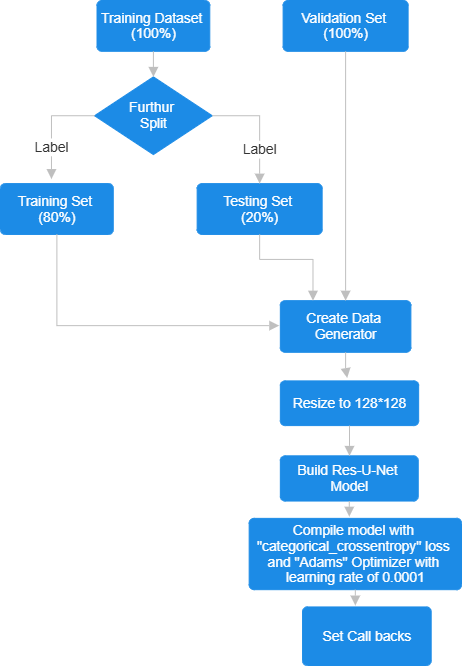 Training Dataset
(100%)
Validation Set
(100%)
Furthur
Split
Label
Label
Training Set
(80%)
Testing Set
(20%)
Create Data
Generator
Resize to 128*128
Build Res-U-Net
Model
Compile model with
"categorical_crossentropy" loss
and "Adams" Optimizer with
learning rate of 0.0001
Set Call backs